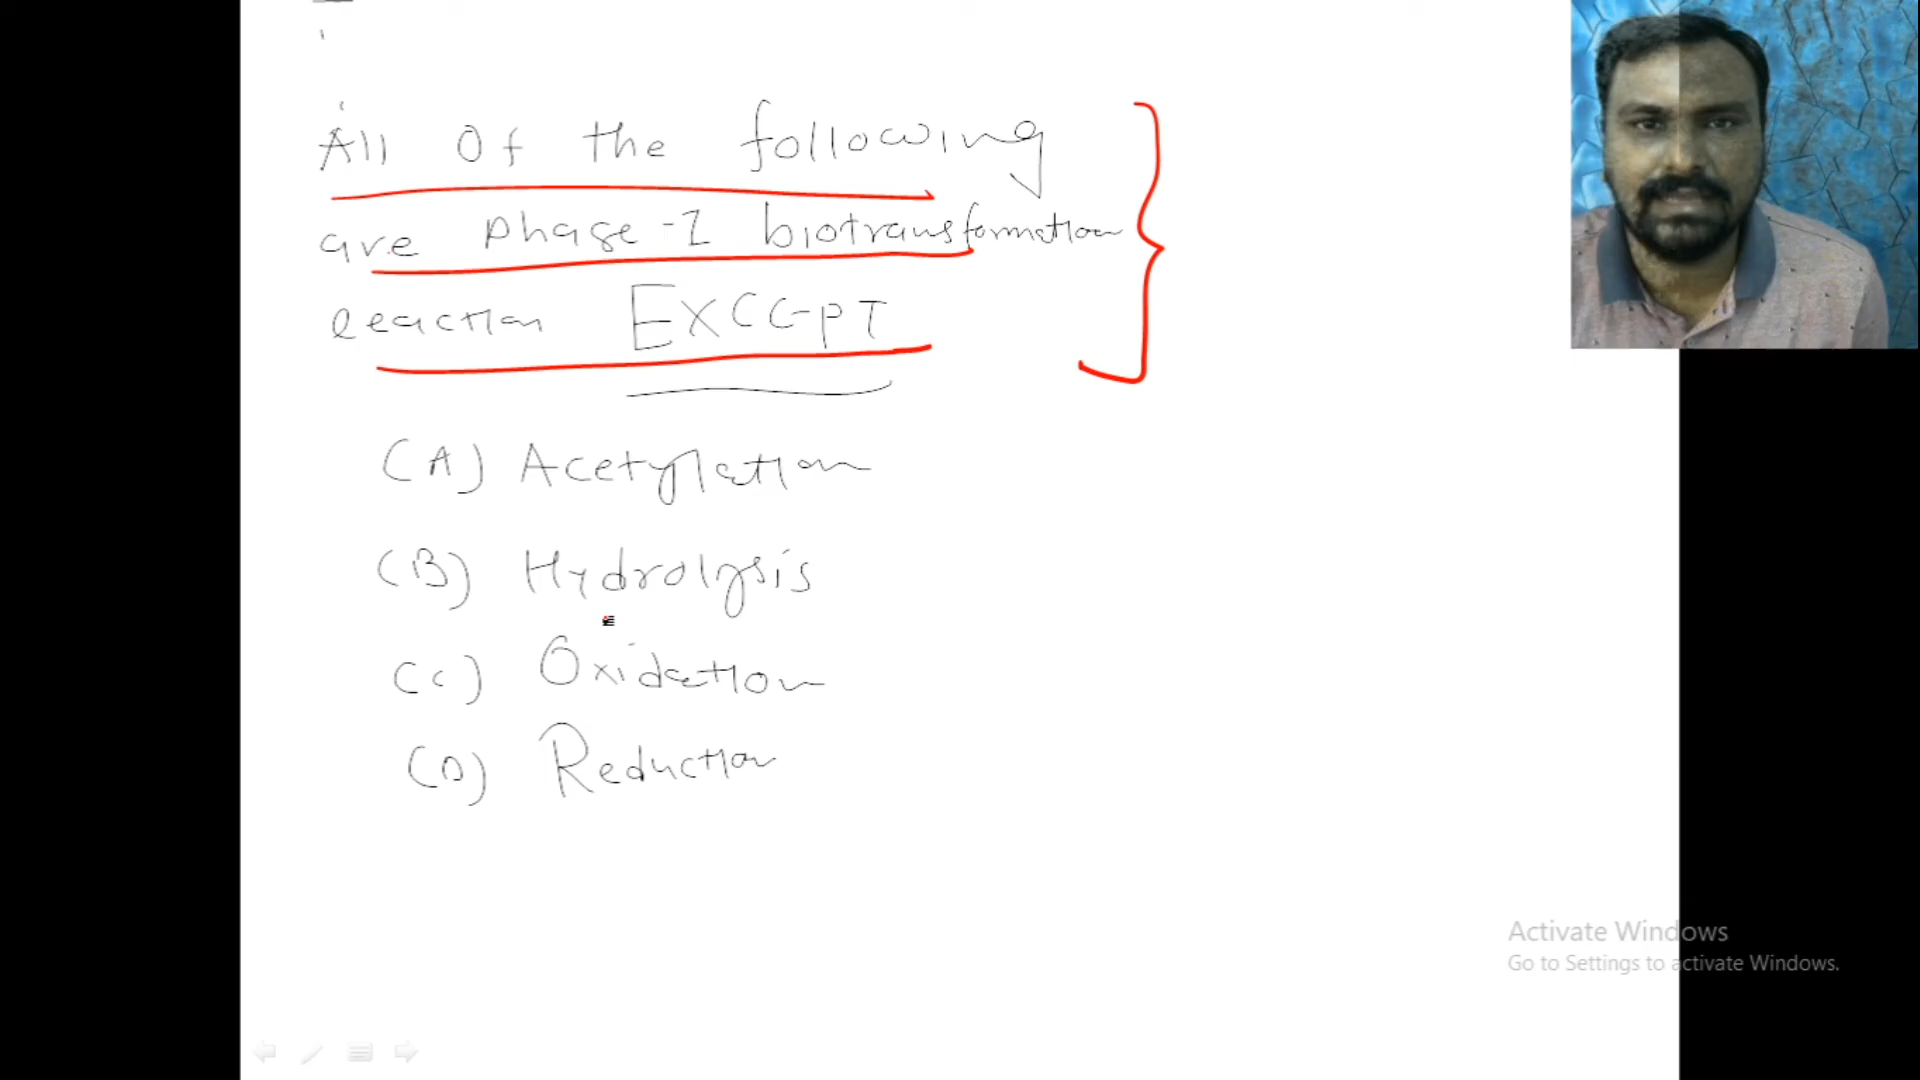 All Of the following
are phase-I biotransformation
reaction EXCEPT
(A) Acetylation
(B) Hydrolysis
(C) Oxidation
(D) Reduction
Activate Windows
Go to Settings to activate Windows.